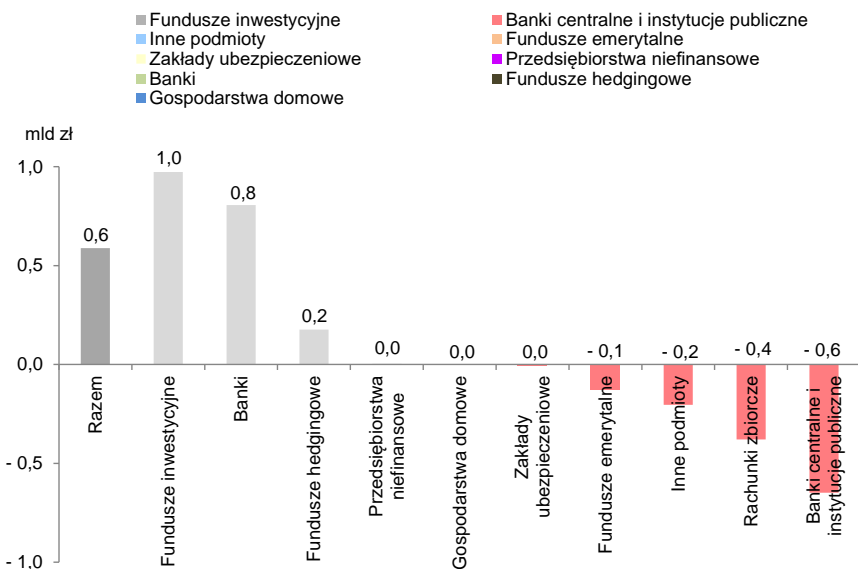 Fundusze inwestycyjne
Banki centralne i instytucje publiczne
Inne podmioty
Fundusze emerytalne
Zakłady ubezpieczeniowe
Przedsiębiorstwa niefinansowe
Banki
Fundusze hedgingowe
Gospodarstwa domowe
mld zł
1,0
0,5
0,0
- 0,5
- 1,0
0,6
1,0
0,8
0,2
0,0
0,0
0,0
- 0,1
- 0,2
- 0,4
- 0,6
Razem
Fundusze inwestycyjne
Banki
Fundusze hedgingowe
Przedsiębiorstwa
niefinansowe
Gospodarstwa domowe
Zakłady
ubezpieczeniowe
Fundusze emerytalne
Inne podmioty
Rachunki zbiorcze
Banki centralne i
instytucje publiczne